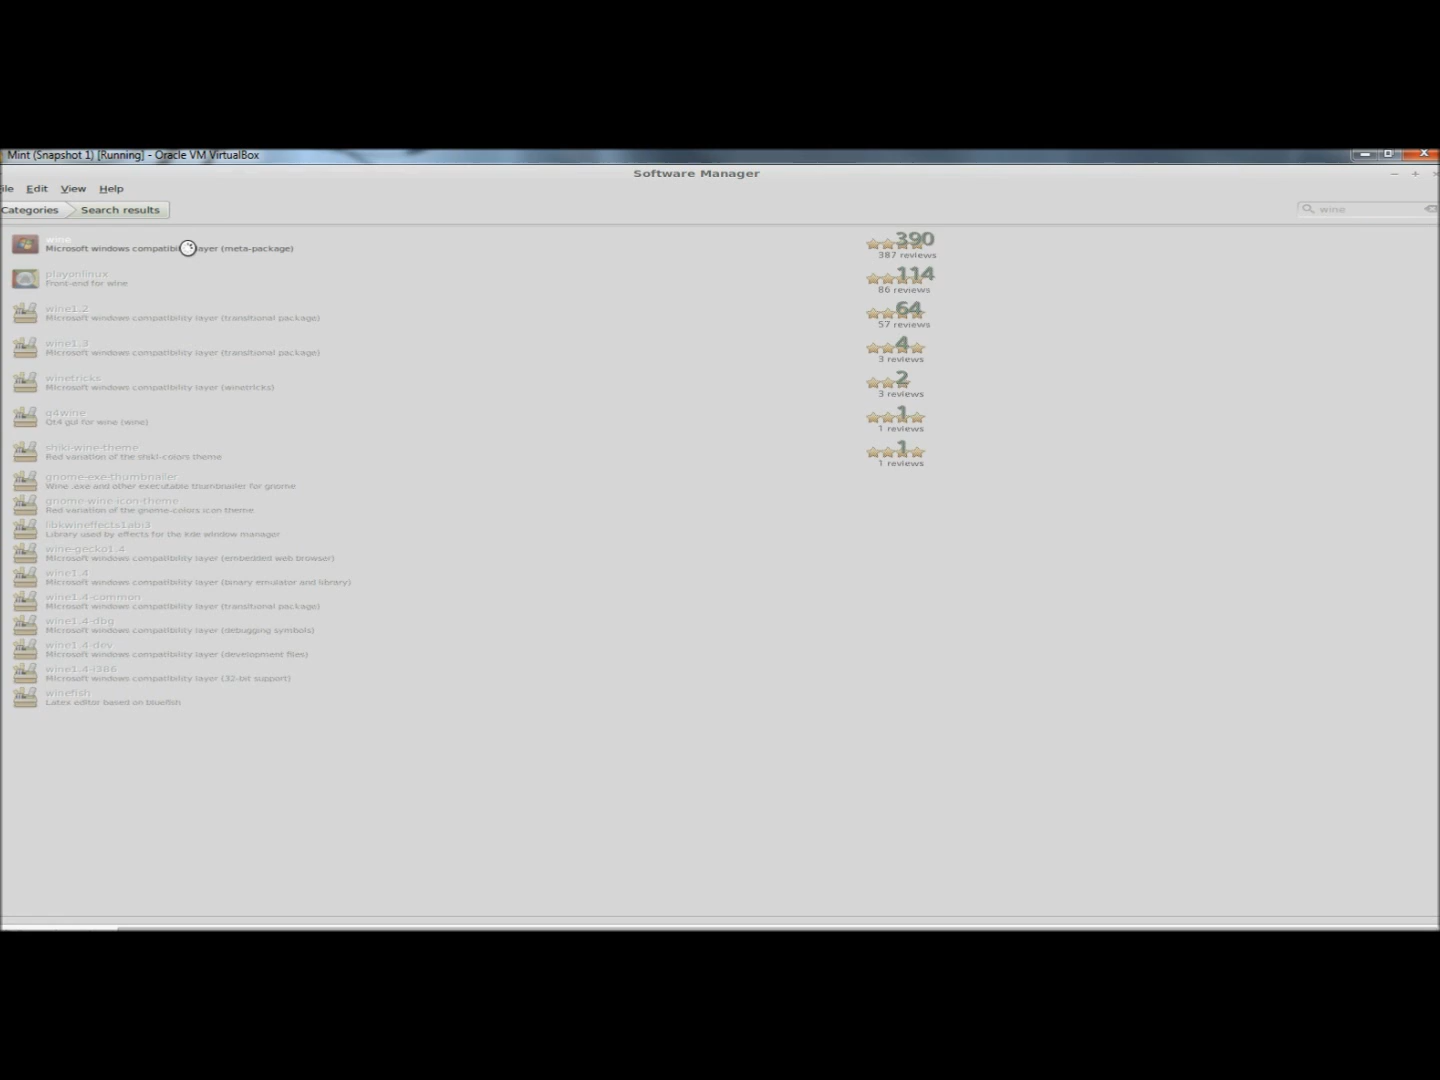 Mint (Snapshot 1) [Running] - Oracle VM VirtualBox
Software Manager
ile Edit View Help
Categories Search results wine
wine 390
Microsoft windows compatibi layer (meta-package) 387 reviews
playonlinux 114
Front-end for wine 86 reviews
wine1.2 64
Microsoft windows compatibility layer (transitional package) 57 reviews
wine1.3 4
Microsoft windows compatibility layer (transitional package) 3 reviews
winetricks 2
Microsoft windows compatibility layer (winetricks) 3 reviews
q4wine 1
Qt4 gui for wine (wine) 1 reviews
shiki-wine-theme 1
Red variation of the shiki-colors theme 1 reviews
gnome-exe-thumbnailer
Wine .exe and other executable thumbnailer for gnome
gnome-wine-icon-theme
Red variation of the gnome-colors icon theme
libkwineffects1abi3
Library used by effects for the kde window manager
wine-gecko1.4
Microsoft windows compatibility layer (embedded web browser)
wine1.4
Microsoft windows compatibility layer (binary emulator and library)
wine1.4-common
Microsoft windows compatibility layer (transitional package)
wine1.4-dbg
Microsoft windows compatibility layer (debugging symbols)
wine1.4-dev
Microsoft windows compatibility layer (development files)
wine1.4-i386
Microsoft windows compatibility layer (32-bit support)
winefish
Latex editor based on bluefish